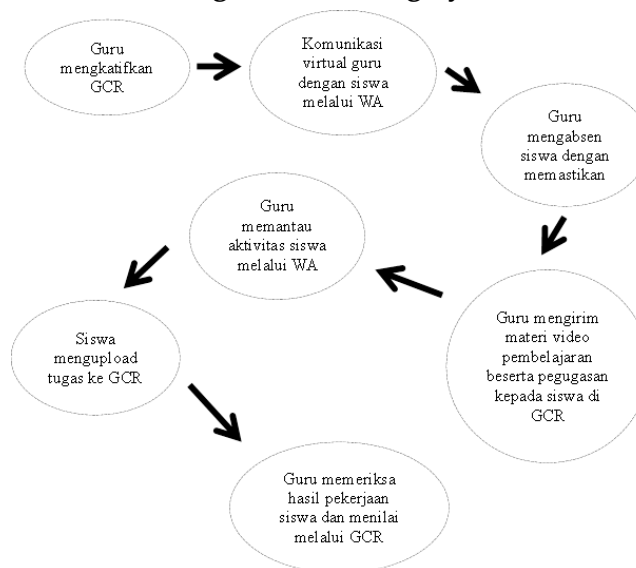 Guru
mengkatifkan
GCR
Komunikasi
virtual guru
dengan siswa
melalui WA
Guru
mengabsen
siswa dengan
memastikan
Guru mengirim
materi video
pembelajaran
beserta pegugasan
kepada siswa di
GCR
Guru
memantau
aktivitas siswa
melalui WA
Siswa
mengupload
tugas ke GCR
Guru memeriksa
hasil pekerjaan
siswa dan menilai
melalui GCR